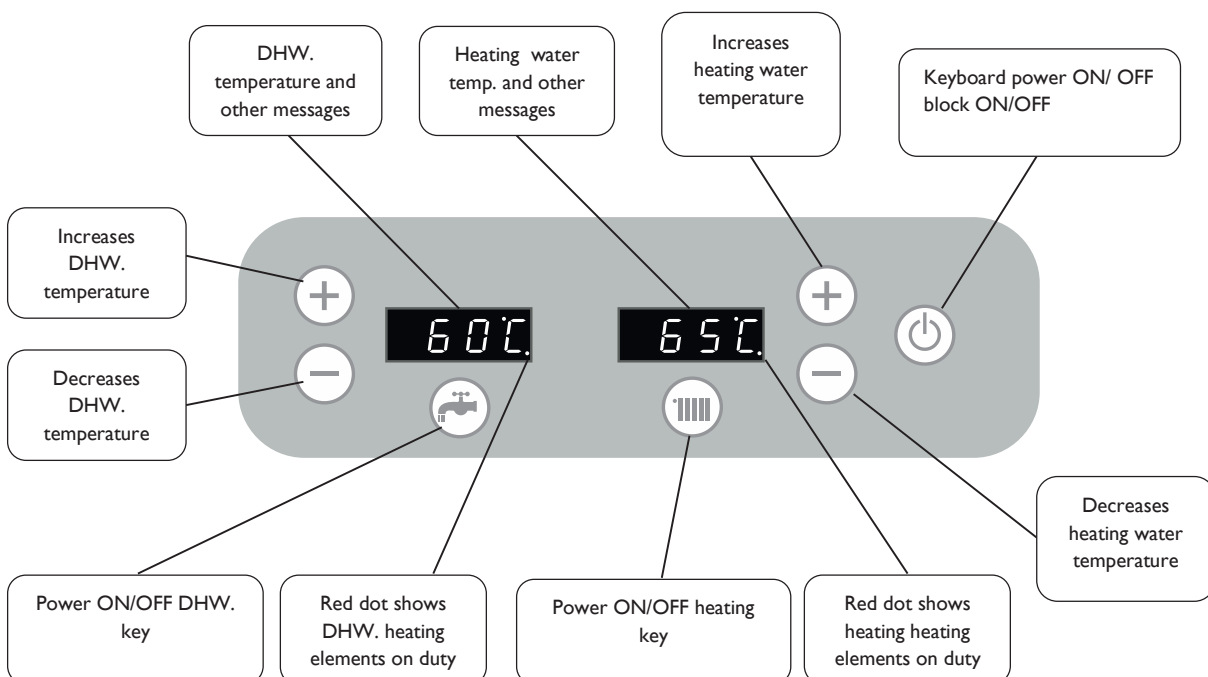 DHW.
temperature and
other messages
Heating water
temp. and other
messages
Increases
heating water
temperature
Keyboard power ON/ OFF
block ON/OFF
Increases
DHW.
temperature
60°C.
65°C.
Decreases
DHW.
temperature
Decreases
heating water
temperature
Power ON/OFF DHW.
key
Red dot shows
DHW. heating
elements on duty
Power ON/OFF heating
key
Red dot shows
heating heating
elements on duty